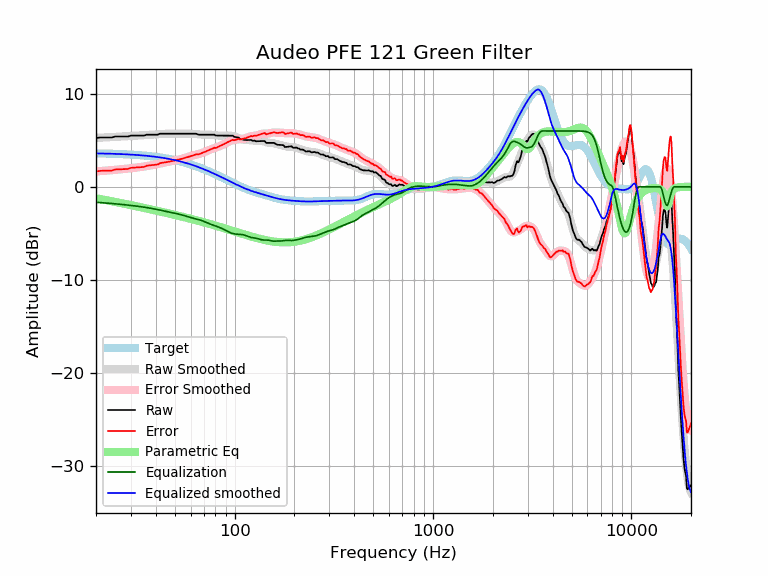 Audeo PFE 121 Green Filter
Amplitude (dBr)
10
0
−10
−20
−30
Target
Raw Smoothed
Error Smoothed
Raw
Error
Parametric Eq
Equalization
Equalized smoothed
100
1000
10000
Frequency (Hz)